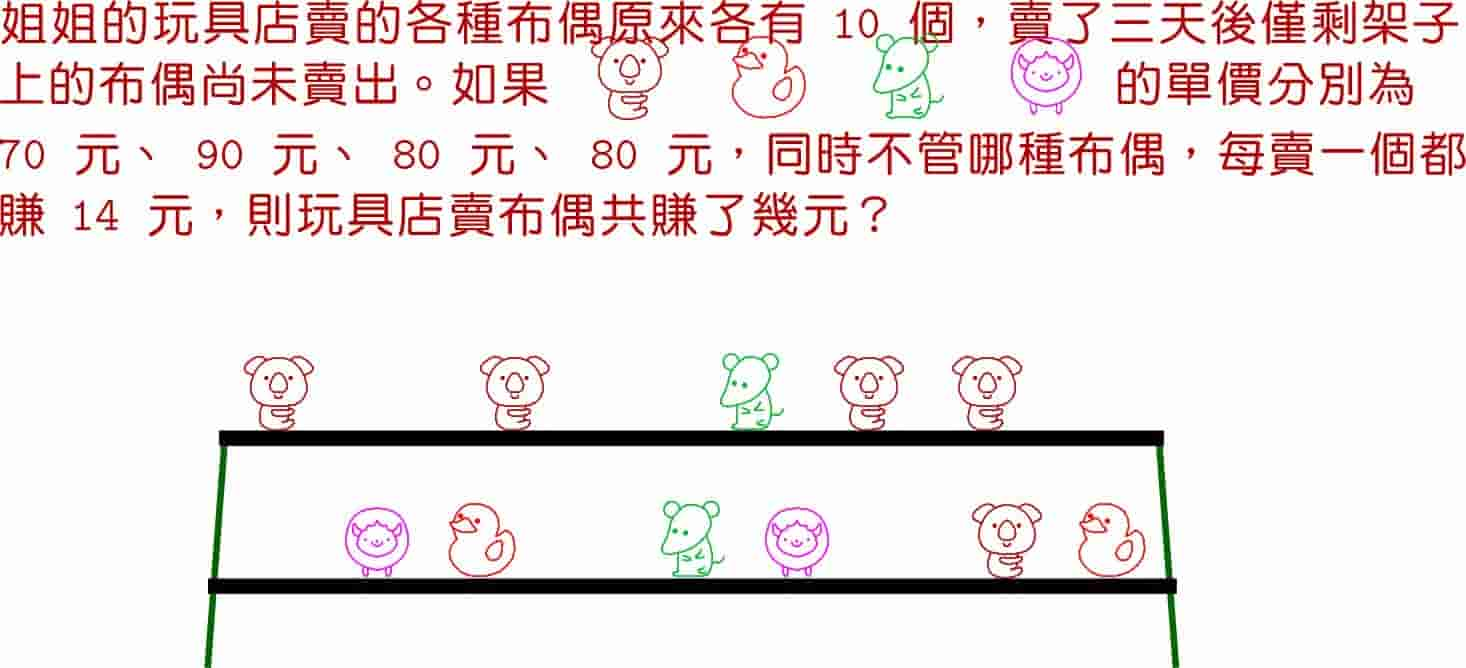 姐姐的玩具店賣的各種布偶原來各有 10 個，賣了三天後僅剩架子
上的布偶尚未賣出。如果 的單價分別為
70 元、 90 元、 80 元、 80 元，同時不管哪種布偶，每賣一個都
賺 14 元，則玩具店賣布偶共賺了幾元？